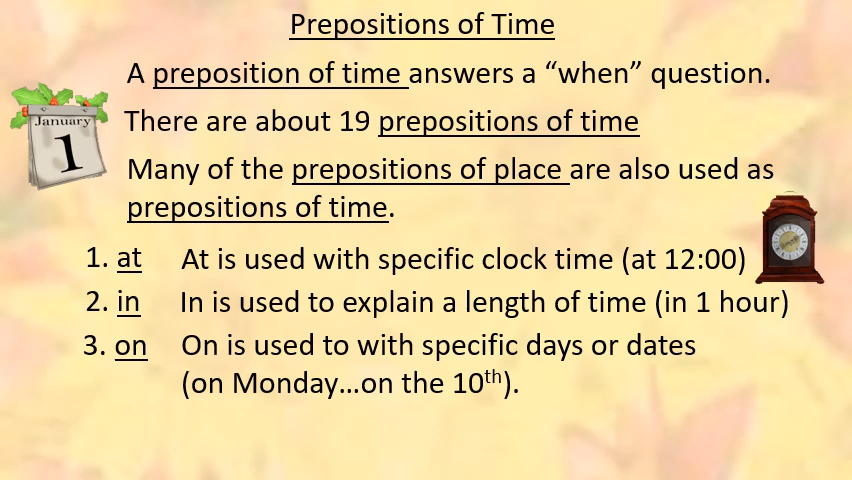 Prepositions of Time
A preposition of time answers a “when” question.
January
1
There are about 19 prepositions of time
Many of the prepositions of place are also used as
prepositions of time.
1. at At is used with specific clock time (at 12:00)
2. in In is used to explain a length of time (in 1 hour)
3. on On is used to with specific days or dates
(on Monday…on the 10th).